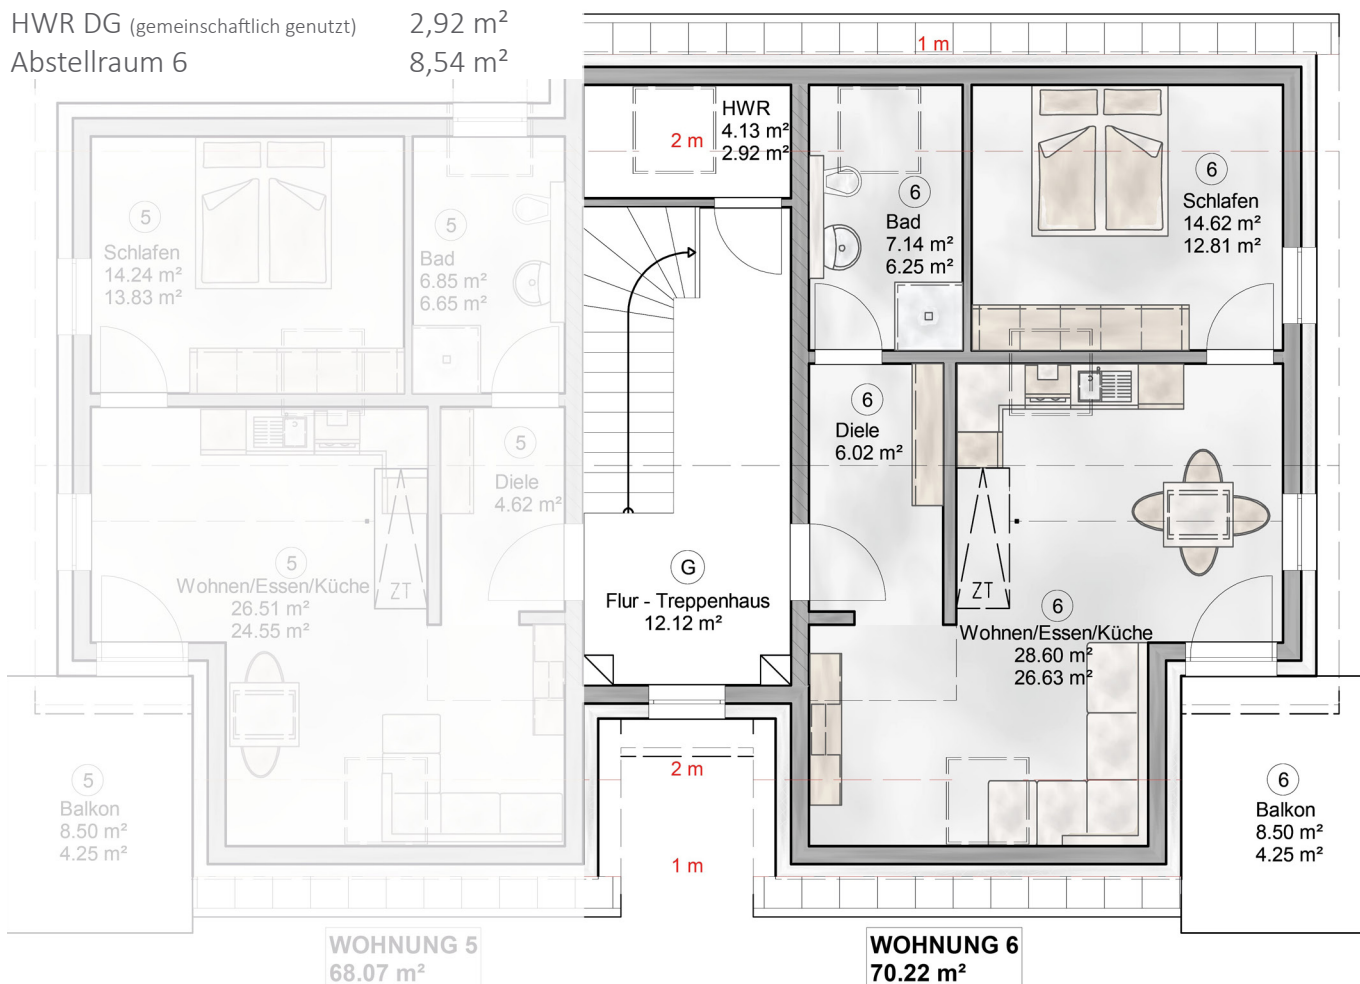 HWR DG (gemeinschaftlich genutzt) 2,92 m²
Abstellraum 6 8,54 m²
1 m
HWR
4.13 m²
2.92 m²
2 m
6
Schlafen
14.62 m²
12.81 m²
6
Bad
7.14 m²
6.25 m²
5
Schlafen
14.24 m²
13.83 m²
5
Bad
6.85 m²
6.65 m²
6
Diele
6.02 m²
5
Diele
4.62 m²
5
Wohnen/Essen/Küche
26.51 m²
24.55 m²
ZT
G
Flur - Treppenhaus
12.12 m²
ZT
6
Wohnen/Essen/Küche
28.60 m²
26.63 m²
5
Balkon
8.50 m²
4.25 m²
2 m
1 m
6
Balkon
8.50 m²
4.25 m²
WOHNUNG 5
68.07 m²
WOHNUNG 6
70.22 m²